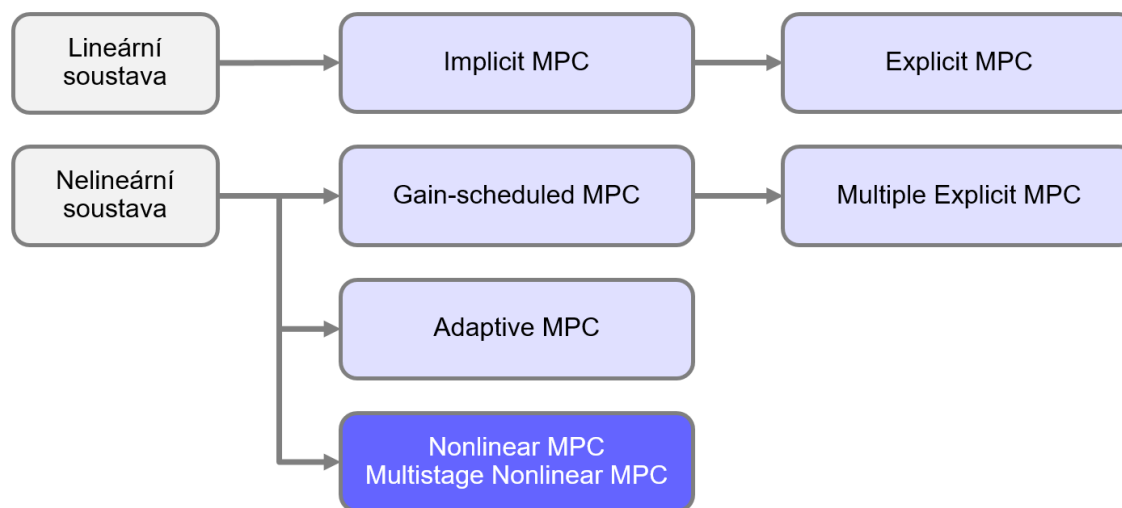 Lineární
soustava
Implicit MPC
Explicit MPC
Nelineární
soustava
Gain-scheduled MPC
Multiple Explicit MPC
Adaptive MPC
Nonlinear MPC
Multistage Nonlinear MPC